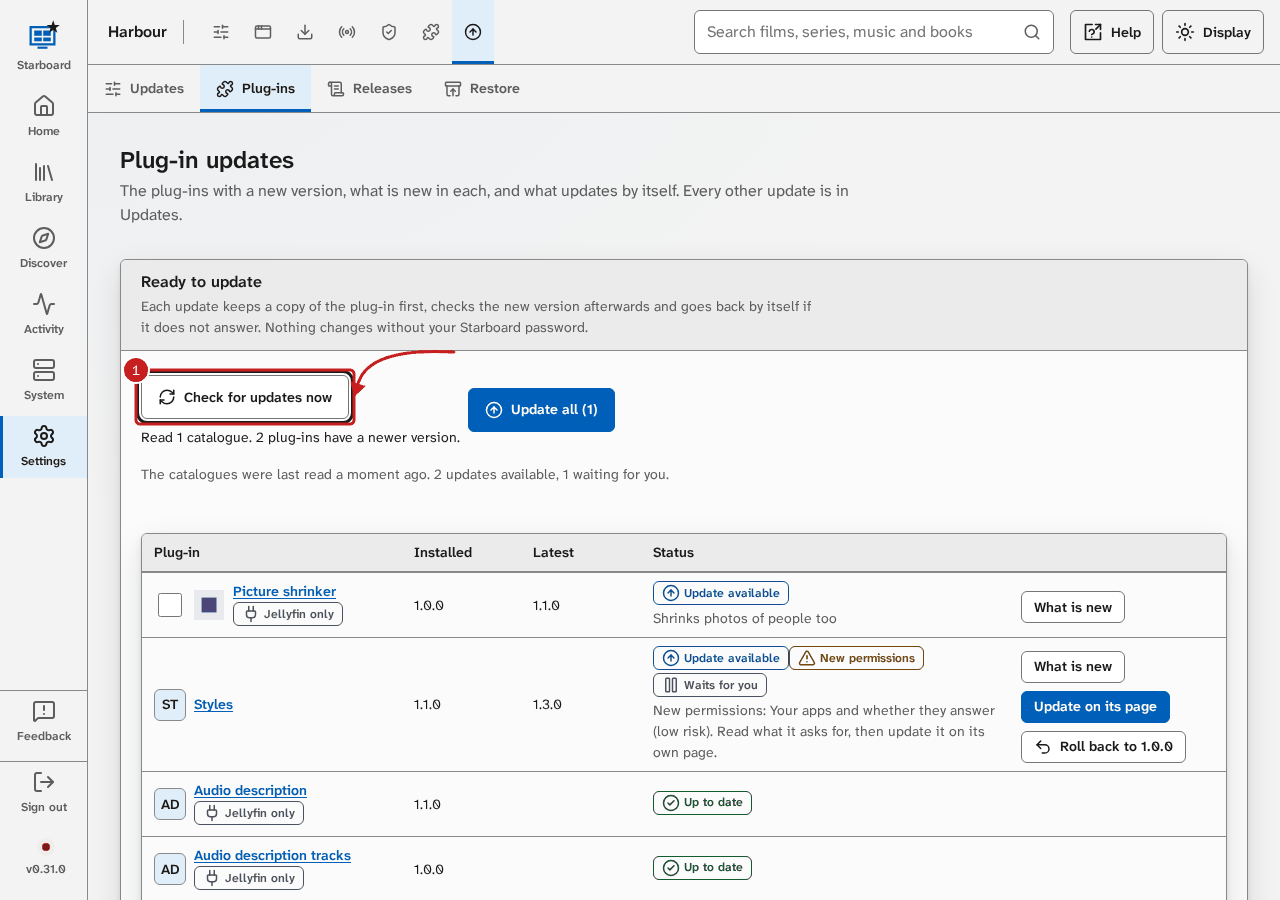 Starboard
Home
Library
Discover
Activity
System
Settings
Feedback
Sign out
v0.31.0
Harbour
Search films, series, music and books
Help
Display
Updates
Plug-ins
Releases
Restore
Plug-in updates
The plug-ins with a new version, what is new in each, and what updates by itself. Every other update is in
Updates.
Ready to update
Each update keeps a copy of the plug-in first, checks the new version afterwards and goes back by itself if
it does not answer. Nothing changes without your Starboard password.
1
Check for updates now
Update all (1)
Read 1 catalogue. 2 plug-ins have a newer version.
The catalogues were last read a moment ago. 2 updates available, 1 waiting for you.
Plug-in Installed Latest Status
Picture shrinker
Jellyfin only
1.0.0
1.1.0
Update available
Shrinks photos of people too
What is new
ST
Styles
1.1.0
1.3.0
Update available New permissions
Waits for you
New permissions: Your apps and whether they answer
(low risk). Read what it asks for, then update it on its
own page.
What is new
Update on its page
Roll back to 1.0.0
AD
Audio description
Jellyfin only
1.1.0
Up to date
AD
Audio description tracks
Jellyfin only
1.0.0
Up to date